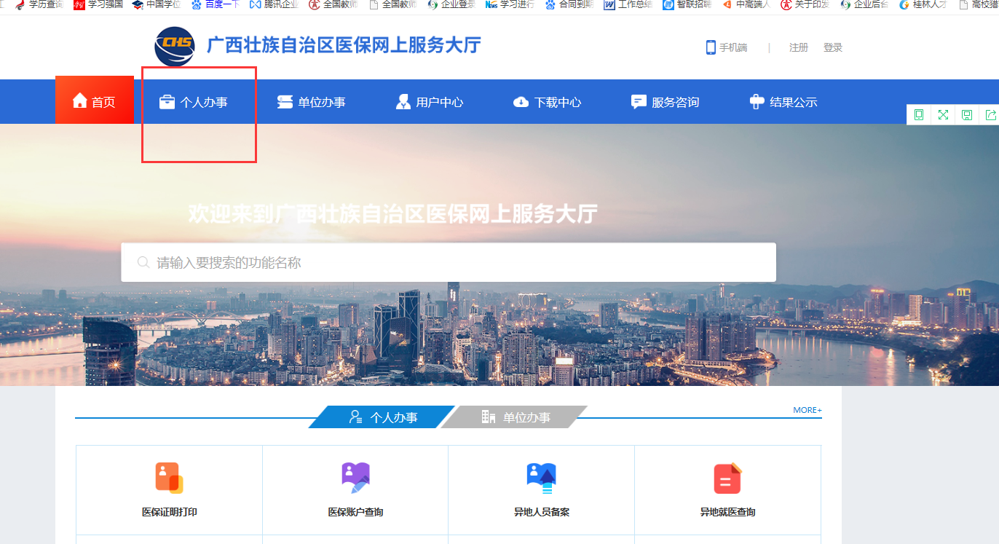 学历查询 学习强国 中国学位 百度一下 腾讯企业 全国教师 全国教师 企业登录 News 学习进行 合同到期 工作总结 智联招聘 中高端人 关于印发 企业后台 桂林人才 高校猎
CHS 广西壮族自治区医保网上服务大厅 手机端 | 注册 登录
首页 个人办事 单位办事 用户中心 下载中心 服务咨询 结果公示
欢迎来到广西壮族自治区医保网上服务大厅
请输入要搜索的功能名称
个人办事 单位办事 MORE+
医保证明打印 医保账户查询 异地人员备案 异地就医查询